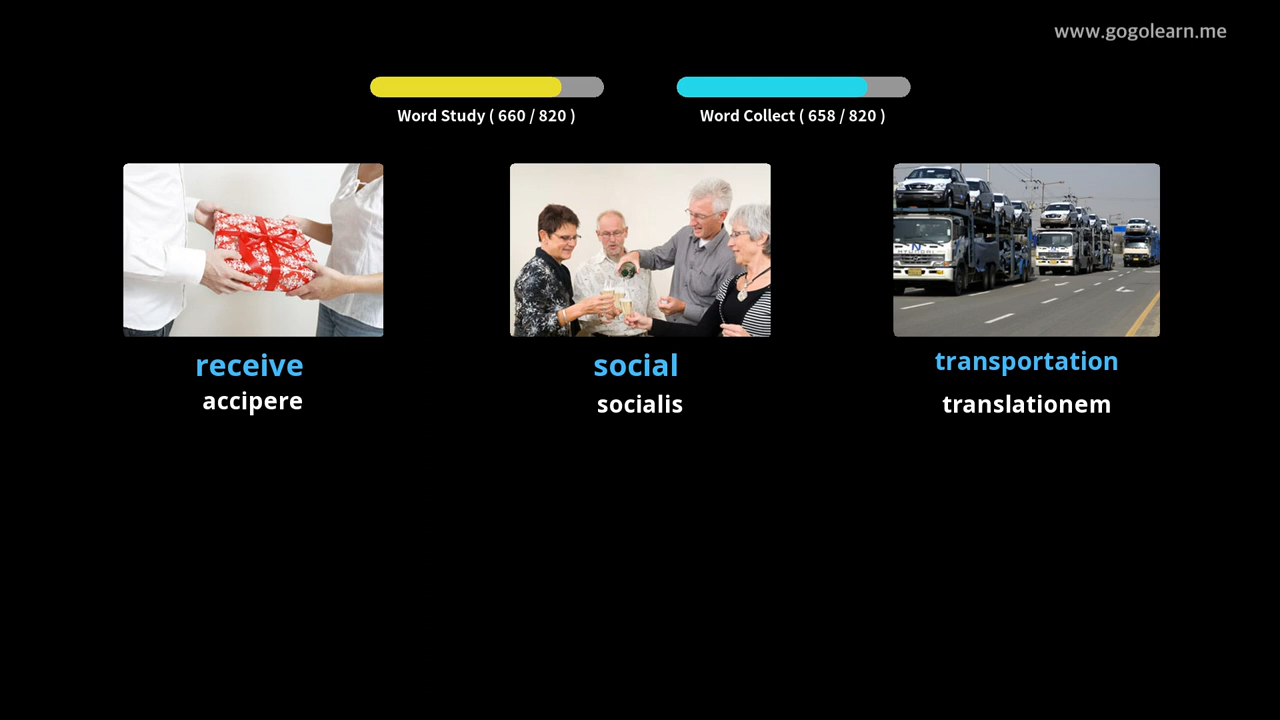 www.gogolearn.me
Word Study ( 660 / 820 )
Word Collect ( 658 / 820 )
receive
accipere
social
socialis
transportation
translationem